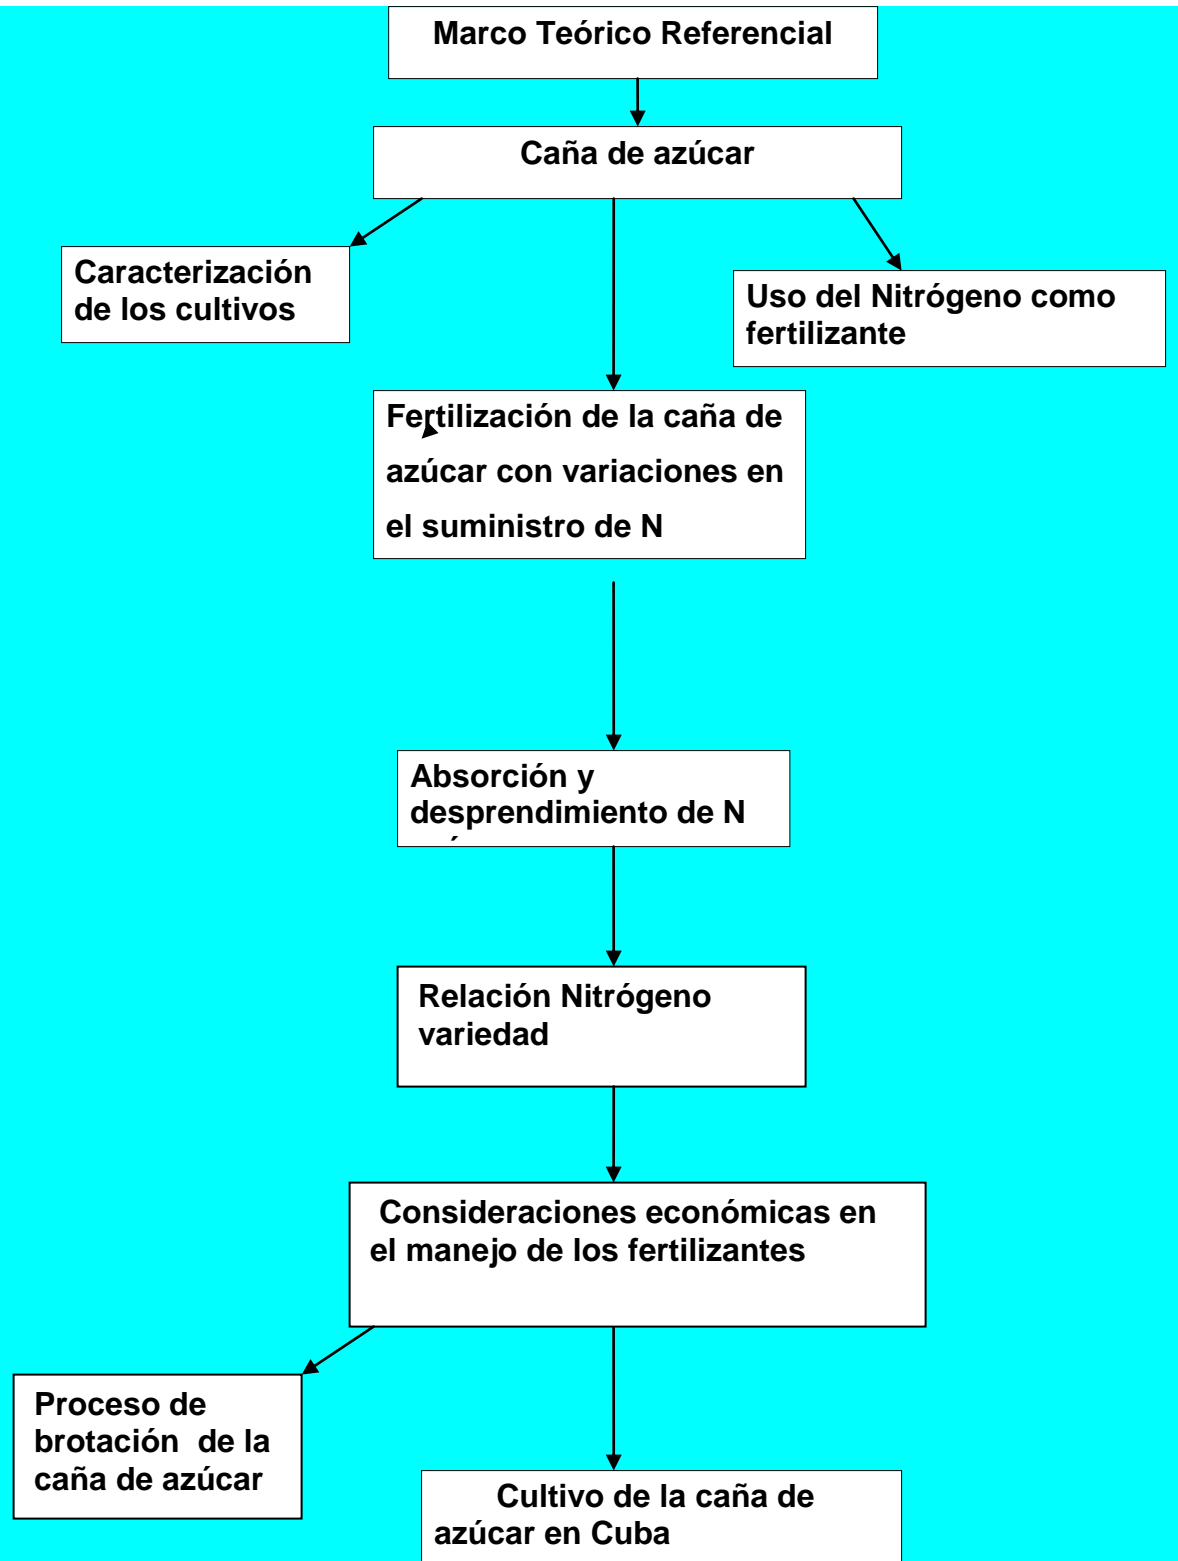 Marco Teórico Referencial
Caña de azúcar
Caracterización
de los cultivos
Uso del Nitrógeno como
fertilizante
Fertilización de la caña de
azúcar con variaciones en
el suministro de N
Absorción y
desprendimiento de N
Relación Nitrógeno
variedad
Consideraciones económicas en
el manejo de los fertilizantes
Proceso de
brotación de la
caña de azúcar
Cultivo de la caña de
azúcar en Cuba